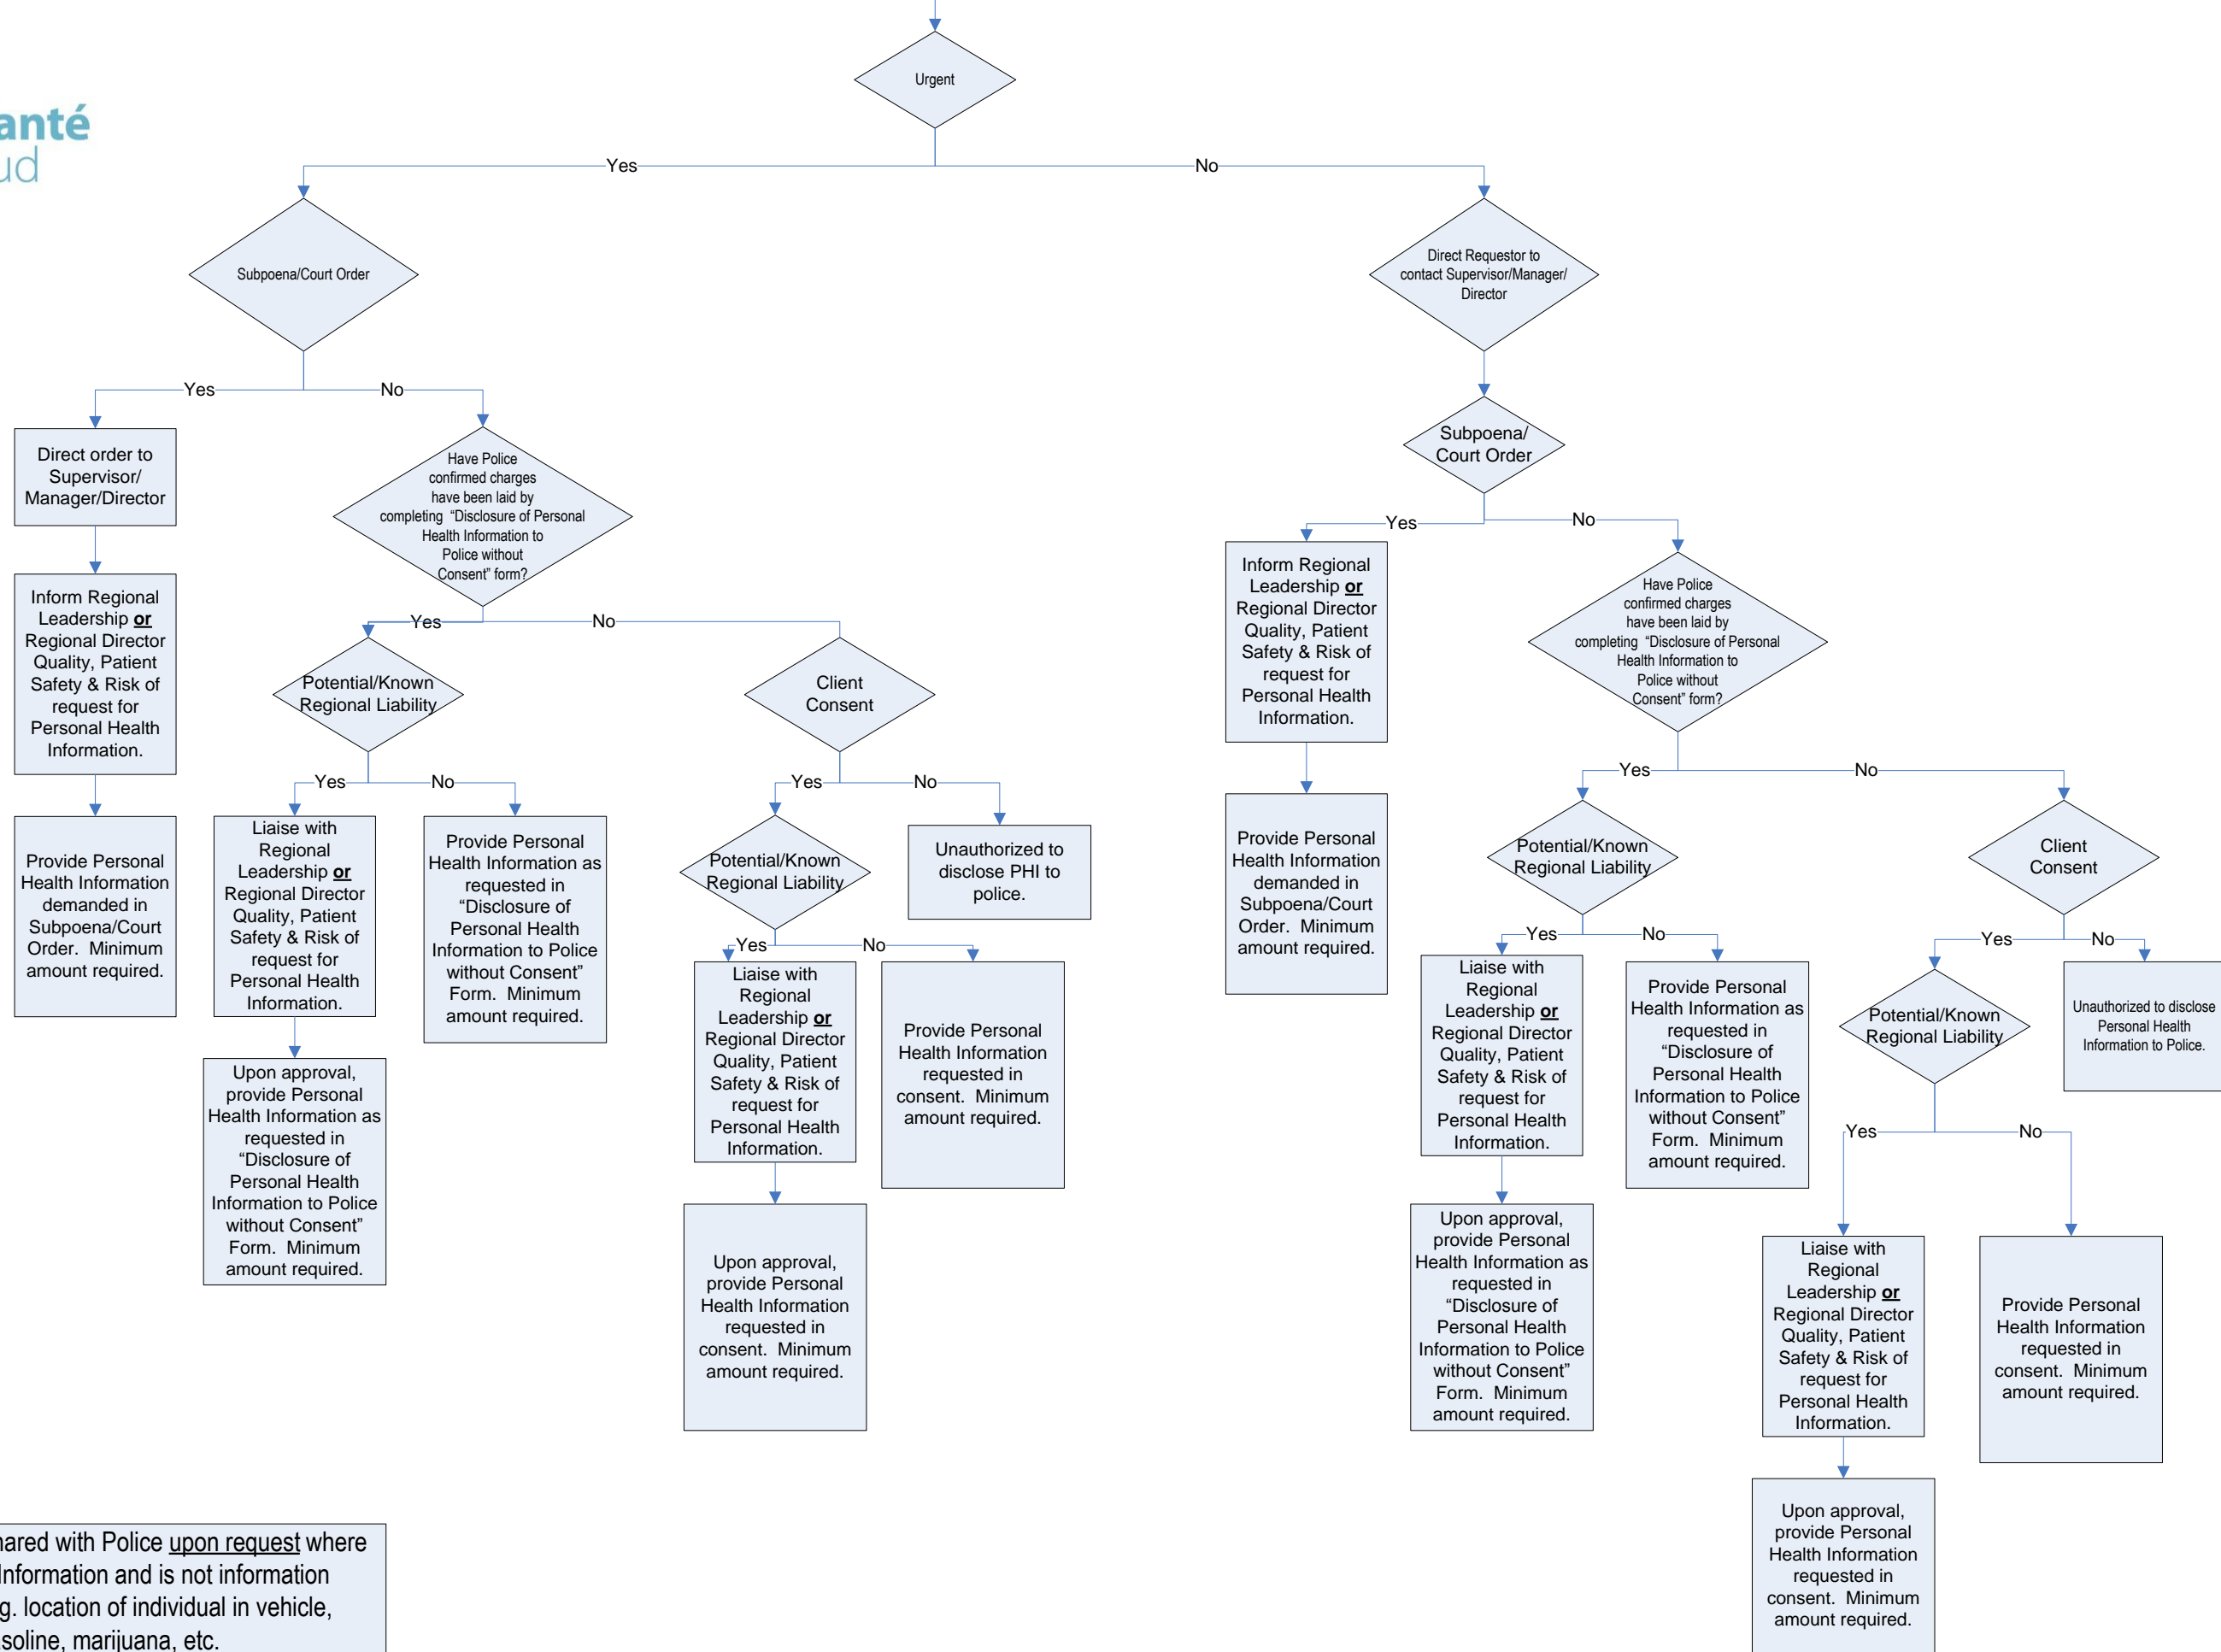 Urgent
anté
ud
Yes
No
Subpoena/Court Order
Direct Requestor to
contact Supervisor/Manager/
Director
Yes
No
Direct order to
Supervisor/
Manager/Director
Have Police
confirmed charges
have been laid by
completing “Disclosure of Personal
Health Information to
Police without
Consent” form?
Subpoena/
Court Order
Yes
No
Inform Regional
Leadership or
Regional Director
Quality, Patient
Safety & Risk of
request for
Personal Health
Information.
Yes
No
Potential/Known
Regional Liability
Client
Consent
Inform Regional
Leadership or
Regional Director
Quality, Patient
Safety & Risk of
request for
Personal Health
Information.
Have Police
confirmed charges
have been laid by
completing “Disclosure of Personal
Health Information to
Police without
Consent” form?
Yes
No
Yes
No
Yes
No
Provide Personal
Health Information
demanded in
Subpoena/Court
Order. Minimum
amount required.
Liaise with
Regional
Leadership or
Regional Director
Quality, Patient
Safety & Risk of
request for
Personal Health
Information.
Provide Personal
Health Information as
requested in
“Disclosure of
Personal Health
Information to Police
without Consent”
Form. Minimum
amount required.
Potential/Known
Regional Liability
Unauthorized to
disclose PHI to
police.
Provide Personal
Health Information
demanded in
Subpoena/Court
Order. Minimum
amount required.
Potential/Known
Regional Liability
Client
Consent
Yes
No
Yes
No
Yes
No
Liaise with
Regional
Leadership or
Regional Director
Quality, Patient
Safety & Risk of
request for
Personal Health
Information.
Provide Personal
Health Information
requested in
consent. Minimum
amount required.
Liaise with
Regional
Leadership or
Regional Director
Quality, Patient
Safety & Risk of
request for
Personal Health
Information.
Provide Personal
Health Information as
requested in
“Disclosure of
Personal Health
Information to Police
without Consent”
Form. Minimum
amount required.
Potential/Known
Regional Liability
Unauthorized to disclose
Personal Health
Information to Police.
Upon approval,
provide Personal
Health Information as
requested in
“Disclosure of
Personal Health
Information to Police
without Consent”
Form. Minimum
amount required.
Yes
No
Upon approval,
provide Personal
Health Information
requested in
consent. Minimum
amount required.
Upon approval,
provide Personal
Health Information as
requested in
“Disclosure of
Personal Health
Information to Police
without Consent”
Form. Minimum
amount required.
Liaise with
Regional
Leadership or
Regional Director
Quality, Patient
Safety & Risk of
request for
Personal Health
Information.
Provide Personal
Health Information
requested in
consent. Minimum
amount required.
Upon approval,
provide Personal
Health Information
requested in
consent. Minimum
amount required.
hared with Police upon request where
Information and is not information
g. location of individual in vehicle,
asoline, marijuana, etc.